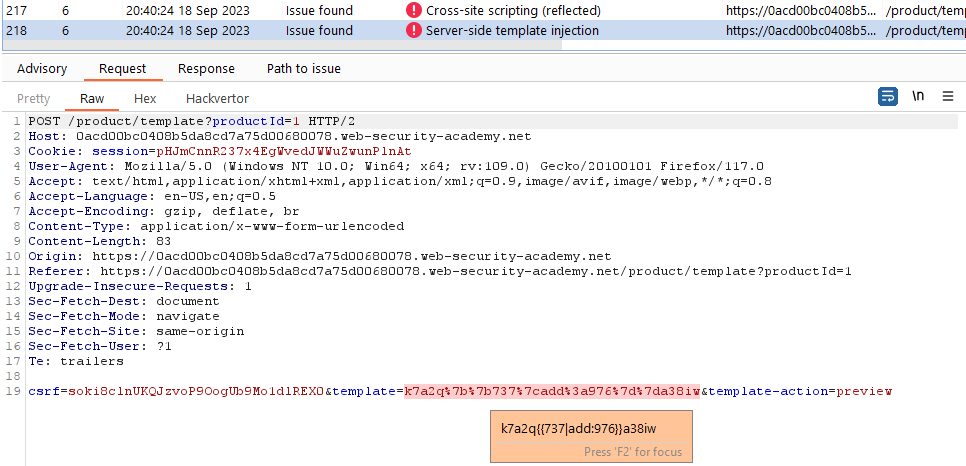 217 6 20:40:24 18 Sep 2023 Issue found Cross-site scripting (reflected) https://0acd00bc0408b5... /product/temp
218 6 20:40:24 18 Sep 2023 Issue found Server-side template injection https://0acd00bc0408b5... /product/temp
Advisory Request Response Path to issue
Pretty Raw Hex Hackvertor \n
1 POST /product/template?productId=1 HTTP/2
2 Host: 0acd00bc0408b5da8cd7a75d00680078.web-security-academy.net
3 Cookie: session=pHJmCnnR237x4EgWvedJWWuZwunPlnAt
4 User-Agent: Mozilla/5.0 (Windows NT 10.0; Win64; x64; rv:109.0) Gecko/20100101 Firefox/117.0
5 Accept: text/html,application/xhtml+xml,application/xml;q=0.9,image/avif,image/webp,*/*;q=0.8
6 Accept-Language: en-US,en;q=0.5
7 Accept-Encoding: gzip, deflate, br
8 Content-Type: application/x-www-form-urlencoded
9 Content-Length: 83
10 Origin: https://0acd00bc0408b5da8cd7a75d00680078.web-security-academy.net
11 Referer: https://0acd00bc0408b5da8cd7a75d00680078.web-security-academy.net/product/template?productId=1
12 Upgrade-Insecure-Requests: 1
13 Sec-Fetch-Dest: document
14 Sec-Fetch-Mode: navigate
15 Sec-Fetch-Site: same-origin
16 Sec-Fetch-User: ?1
17 Te: trailers
18
19 csrf=soki8clnUKQJzvoP9OogUb9Mo1dlREX0&template=k7a2q%7b%7b737%7cadd%3a976%7d%7da38iw&template-action=preview
k7a2q{{737|add:976}}a38iw
Press 'F2' for focus